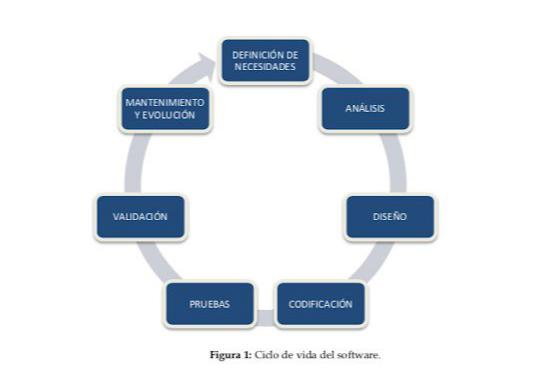 DEFINICIÓN DE
NECESIDADES
ANÁLISIS
DISEÑO
CODIFICACIÓN
PRUEBAS
VALIDACIÓN
MANTENIMIENTO
Y EVOLUCIÓN
Figura 1: Ciclo de vida del software.